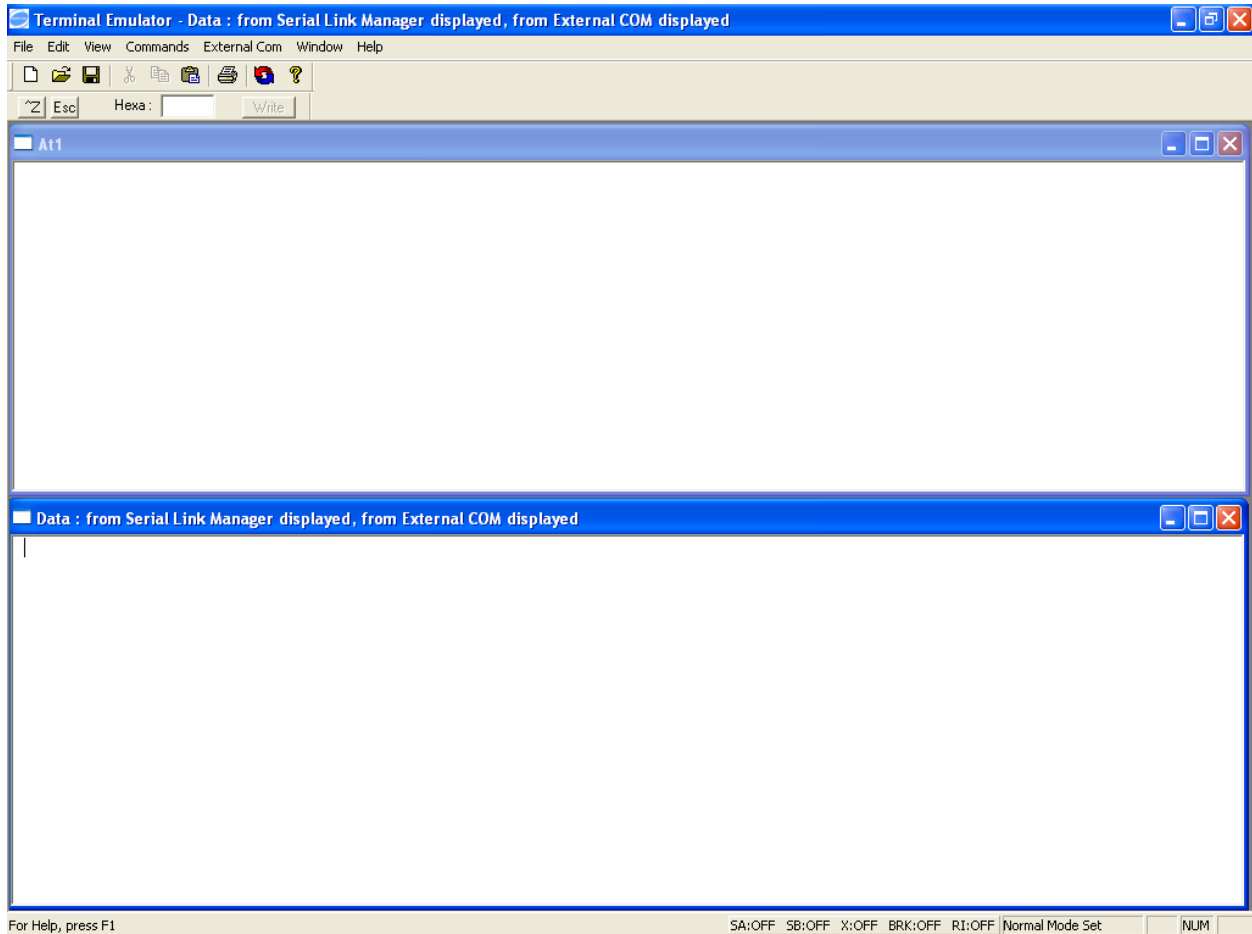 Terminal Emulator - Data : from Serial Link Manager displayed, from External COM displayed
File Edit View Commands External Com Window Help
^Z Esc Hexa : Write
At1
Data : from Serial Link Manager displayed, from External COM displayed
For Help, press F1 SA:OFF SB:OFF X:OFF BRK:OFF RI:OFF Normal Mode Set NUM